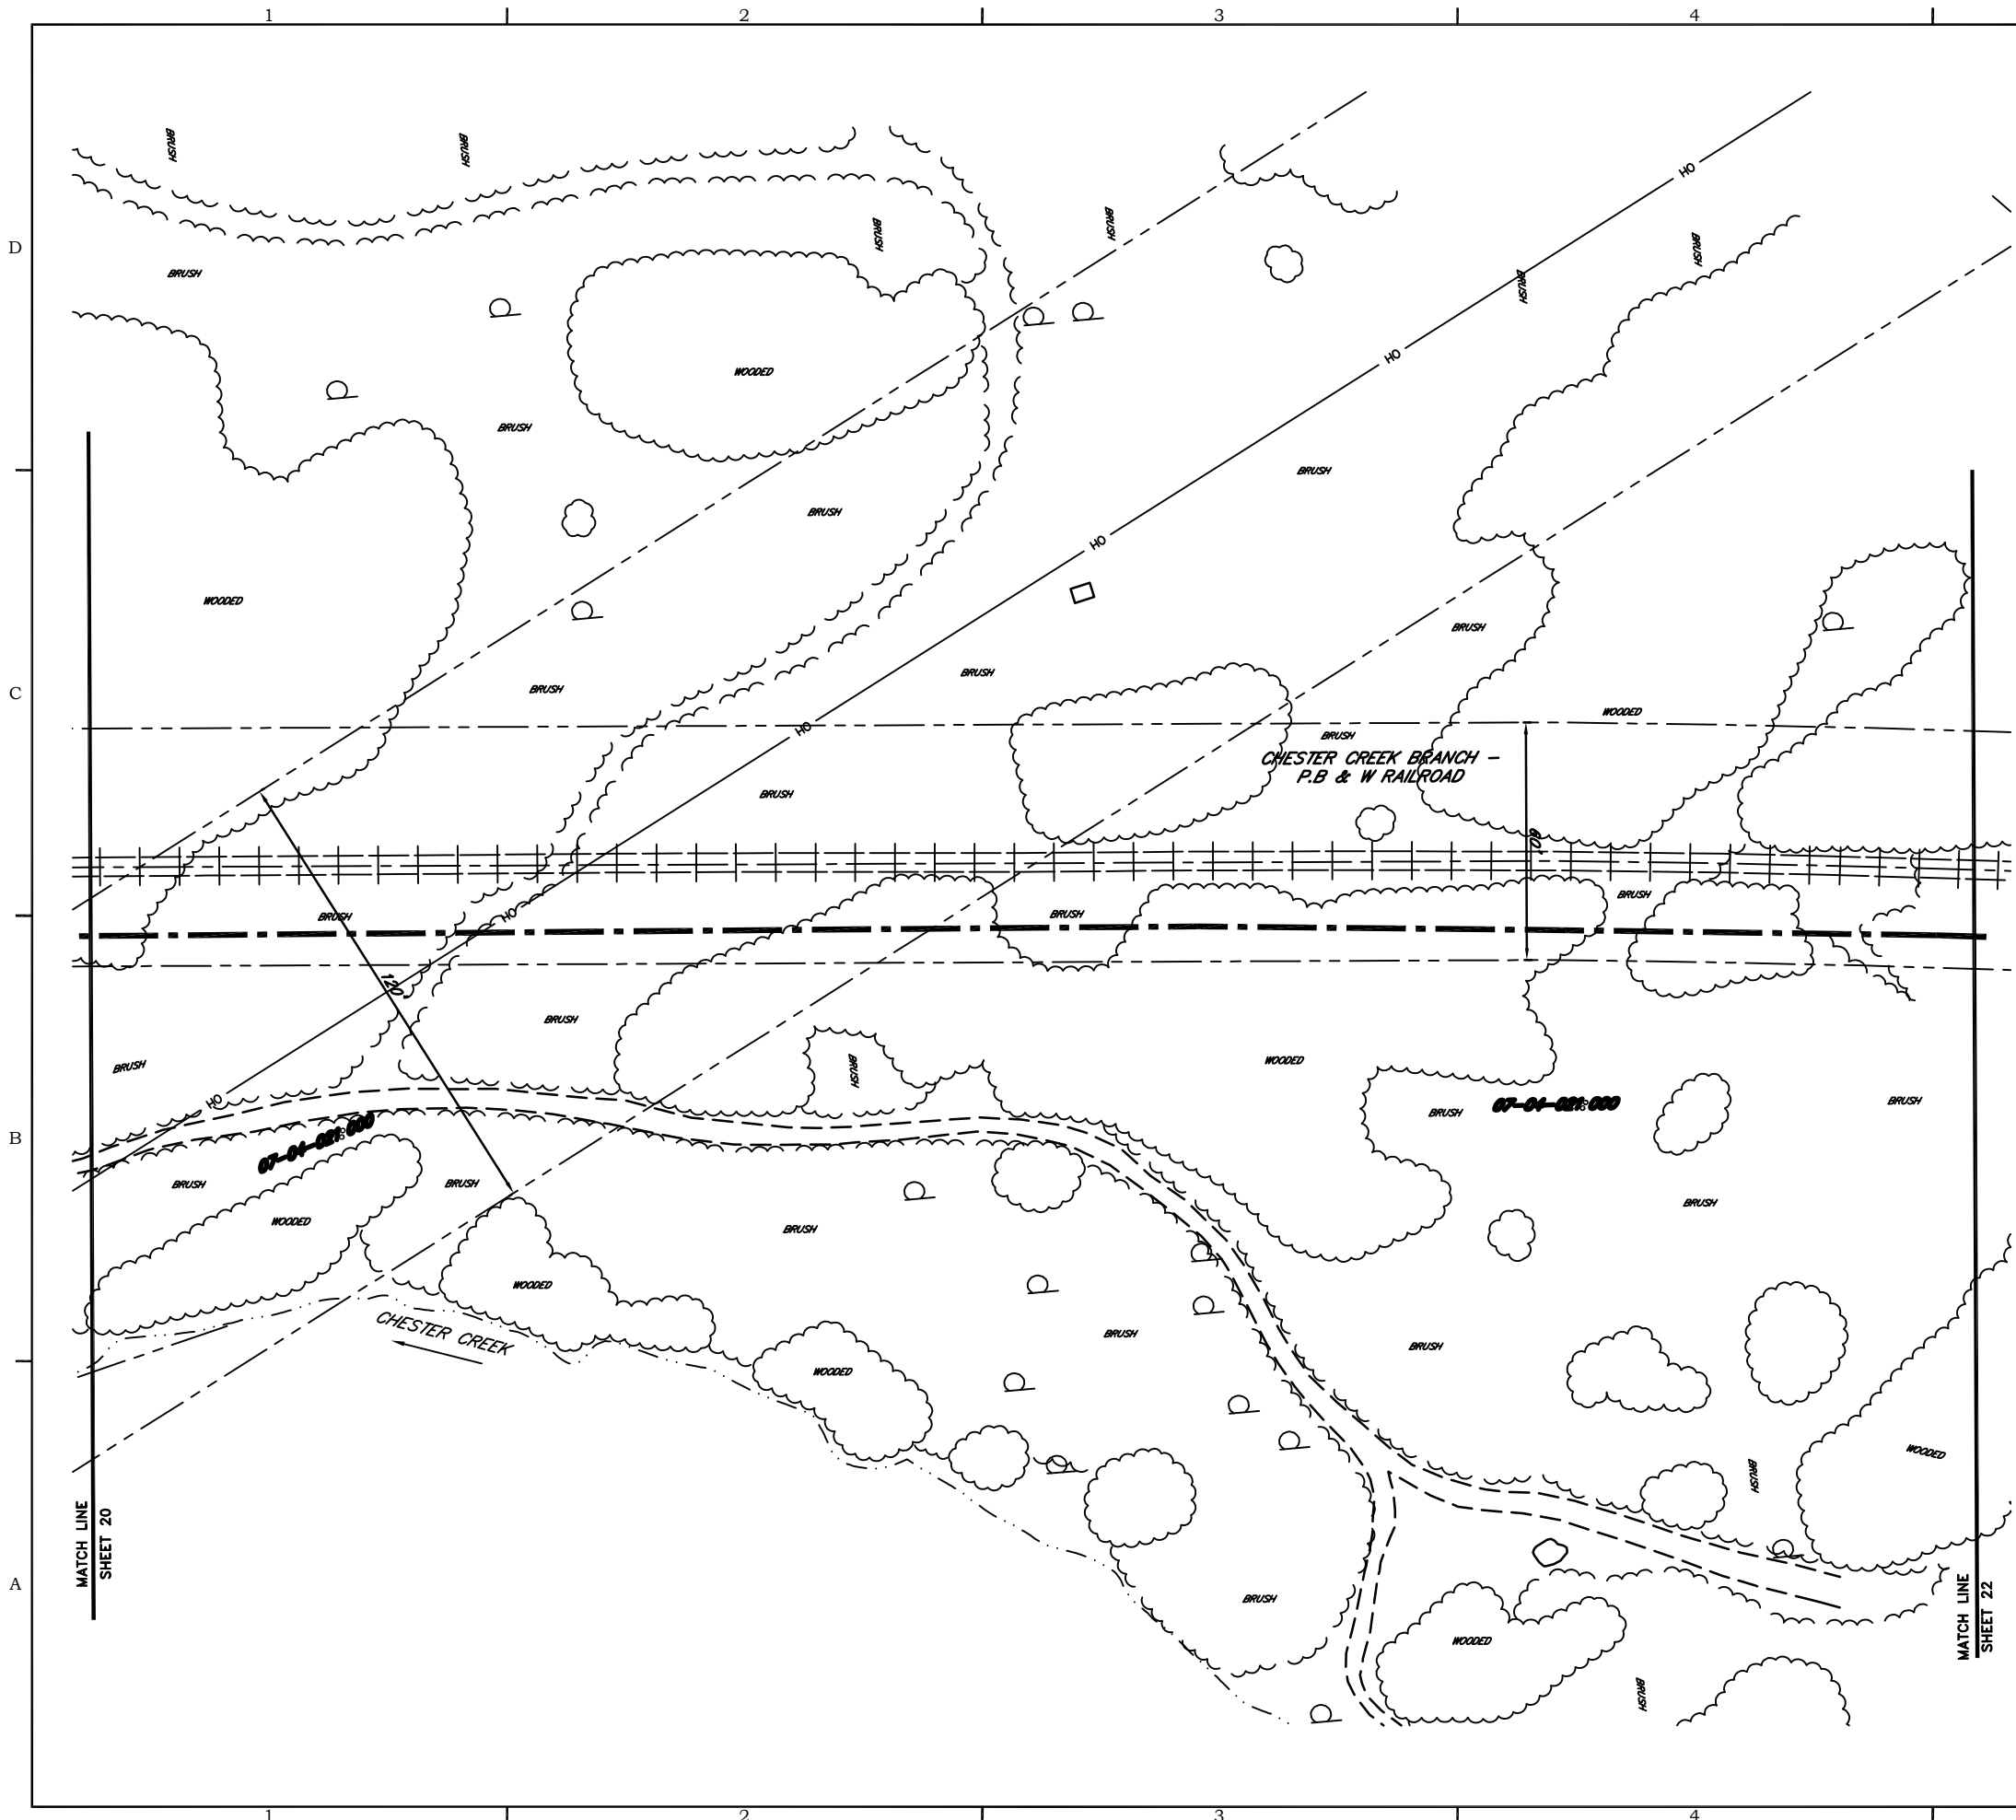 1 2 3 4
BRUSH BRUSH
HO
BRUSH BRUSH BRUSH
D
BRUSH BRUSH
HO
WOODED
BRUSH
BRUSH
BRUSH
HO
WOODED
BRUSH
BRUSH
BRUSH
C
WOODED
HO
BRUSH
CHESTER CREEK BRANCH -
P.B & W RAILROAD
BRUSH
60'
BRUSH
BRUSH HO BRUSH
120'
BRUSH
WOODED
BRUSH BRUSH
HO
BRUSH
BRUSH
B
BRUSH BRUSH
BRUSH
WOODED
BRUSH
WOODED
CHESTER CREEK
BRUSH
BRUSH
WOODED
WOODED
BRUSH
MATCH LINE
SHEET 20
A
BRUSH
MATCH LINE
SHEET 22
WOODED
BRUSH
1 2 3 4